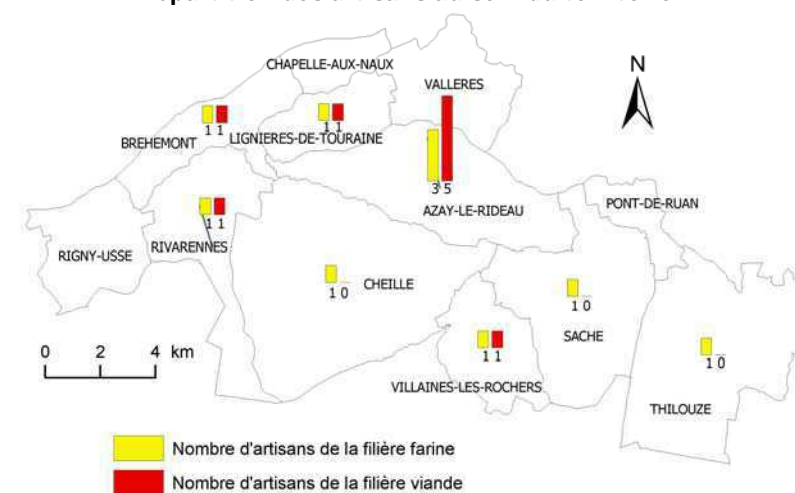 CHAPELLE-AUX-NAUX
N
VALLERES
1 1
1 1
BREHEMONT
LIGNIERES-DE-TOURAINE
3 5
AZAY-LE-RIDEAU
PONT-DE-RUAN
1 1
RIVARENNES
RIGNY-USSE
1 0
CHEILLE
1 0
SACHE
0 2 4 km
1 1
1 0
VILLAINES-LES-ROCHERS
THILOUZE
Nombre d'artisans de la filière farine
Nombre d'artisans de la filière viande